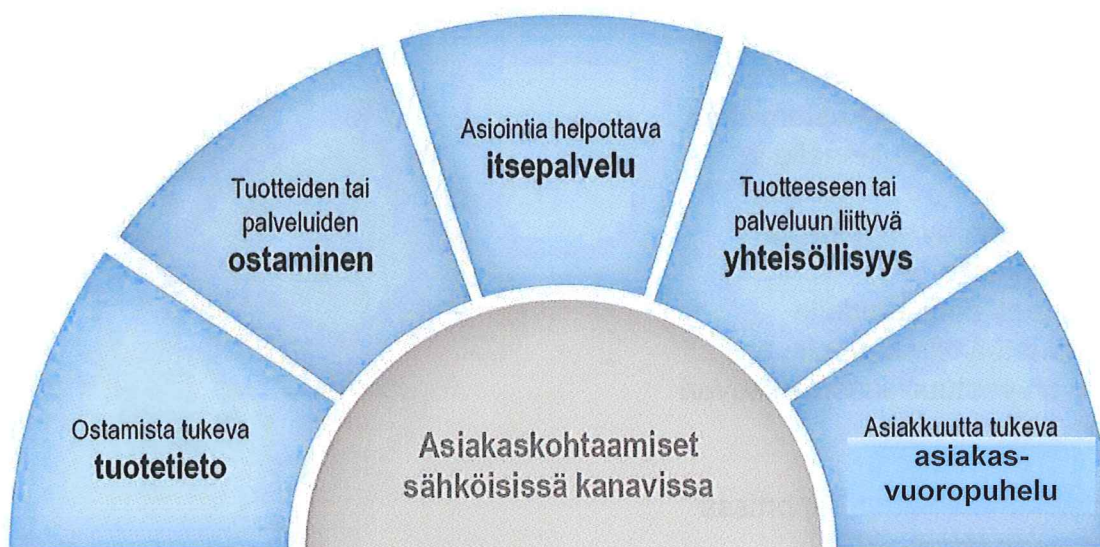 Ostamista tukeva
tuotetieto
Tuotteiden tai
palveluiden
ostaminen
Asiointia helpottava
itsepalvelu
Tuotteeseen tai
palveluun liittyvä
yhteisöllisyys
Asiakkuutta tukeva
asiakas-
vuoropuhelu
Asiakaskohtaamiset
sähköisissä kanavissa